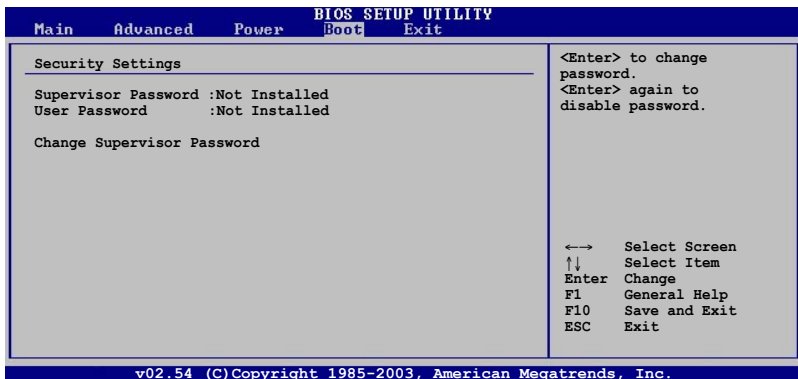 BIOS SETUP UTILITY
Main Advanced Power Boot Exit
Security Settings
Supervisor Password :Not Installed
User Password :Not Installed
Change Supervisor Password
<Enter> to change
password.
<Enter> again to
disable password.
←→ Select Screen
↑↓ Select Item
Enter Change
F1 General Help
F10 Save and Exit
ESC Exit
v02.54 (C)Copyright 1985-2003, American Megatrends, Inc.